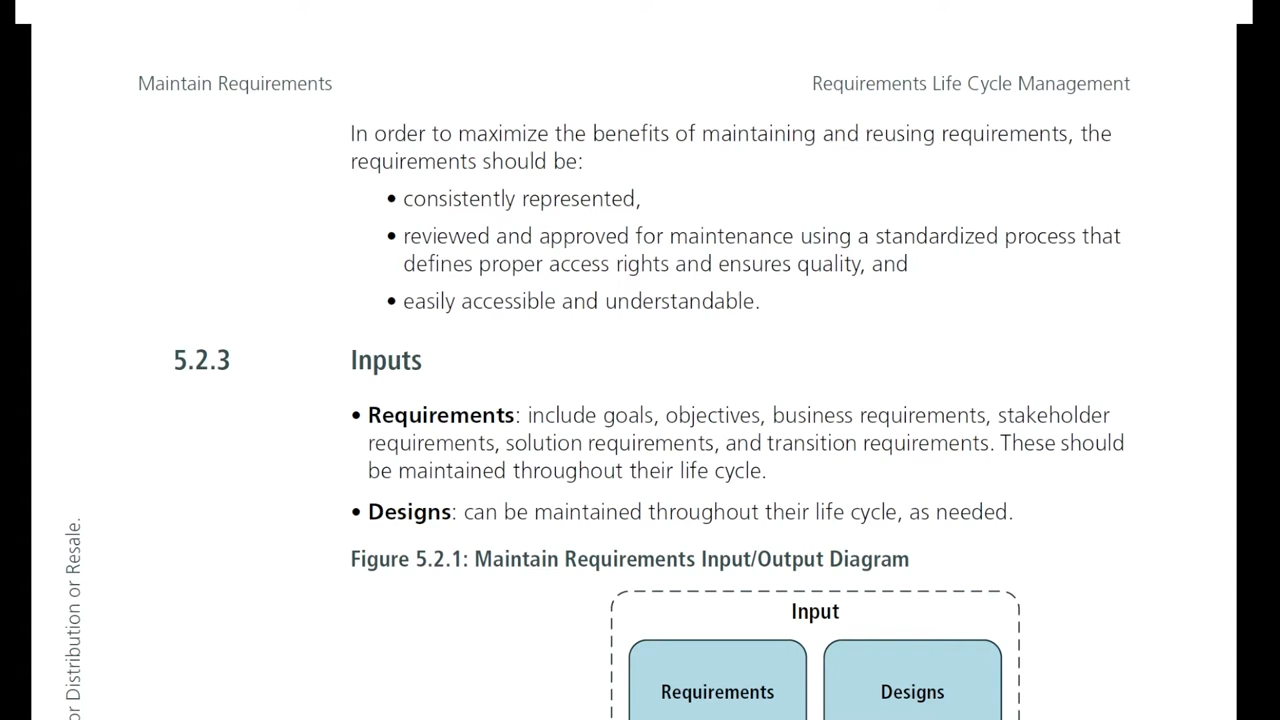 Maintain Requirements
Requirements Life Cycle Management
In order to maximize the benefits of maintaining and reusing requirements, the
requirements should be:
• consistently represented,
• reviewed and approved for maintenance using a standardized process that
defines proper access rights and ensures quality, and
• easily accessible and understandable.
5.2.3 Inputs
• Requirements: include goals, objectives, business requirements, stakeholder
requirements, solution requirements, and transition requirements. These should
be maintained throughout their life cycle.
• Designs: can be maintained throughout their life cycle, as needed.
Figure 5.2.1: Maintain Requirements Input/Output Diagram
Input
Requirements
Designs
or Distribution or Resale.